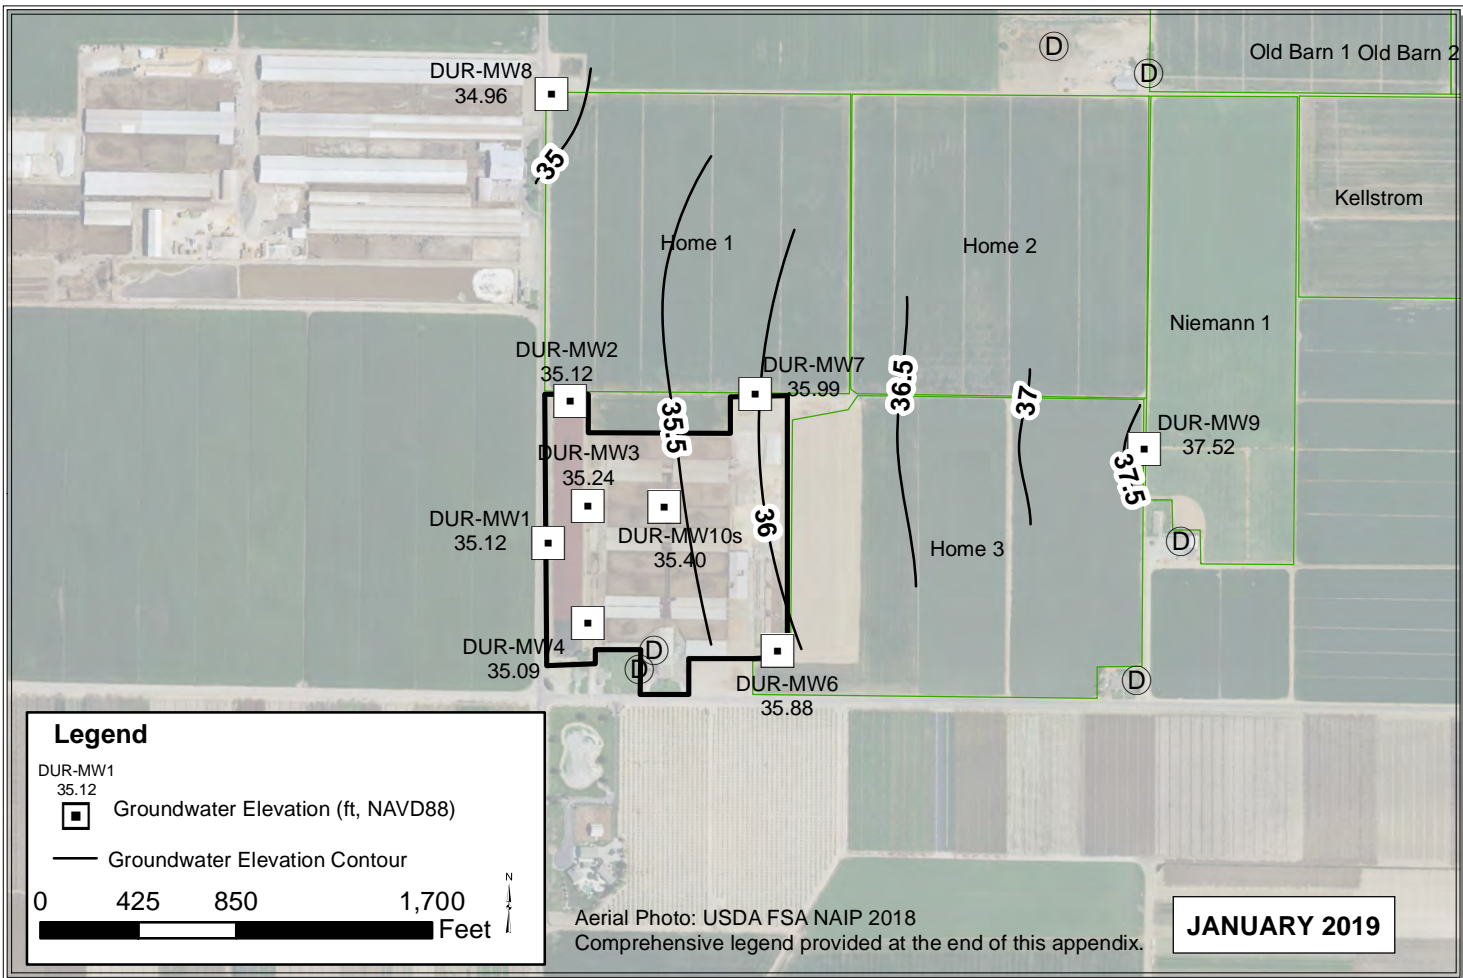 Old Barn 1 Old Barn 2
D
D
DUR-MW8
34.96
35
Kellstrom
Home 1
Home 2
Niemann 1
DUR-MW2
35.12
DUR-MW7
35.99
36.5
37
35.5
DUR-MW9
37.52
37.5
DUR-MW3
35.24
DUR-MW1
35.12
DUR-MW10s
35.40
36
Home 3
D
DUR-MW4
35.09
D
D
DUR-MW6
35.88
D
Legend
DUR-MW1
35.12
Groundwater Elevation (ft, NAVD88)
Groundwater Elevation Contour
N
0 425 850 1,700
Feet
Aerial Photo: USDA FSA NAIP 2018
Comprehensive legend provided at the end of this appendix.
JANUARY 2019